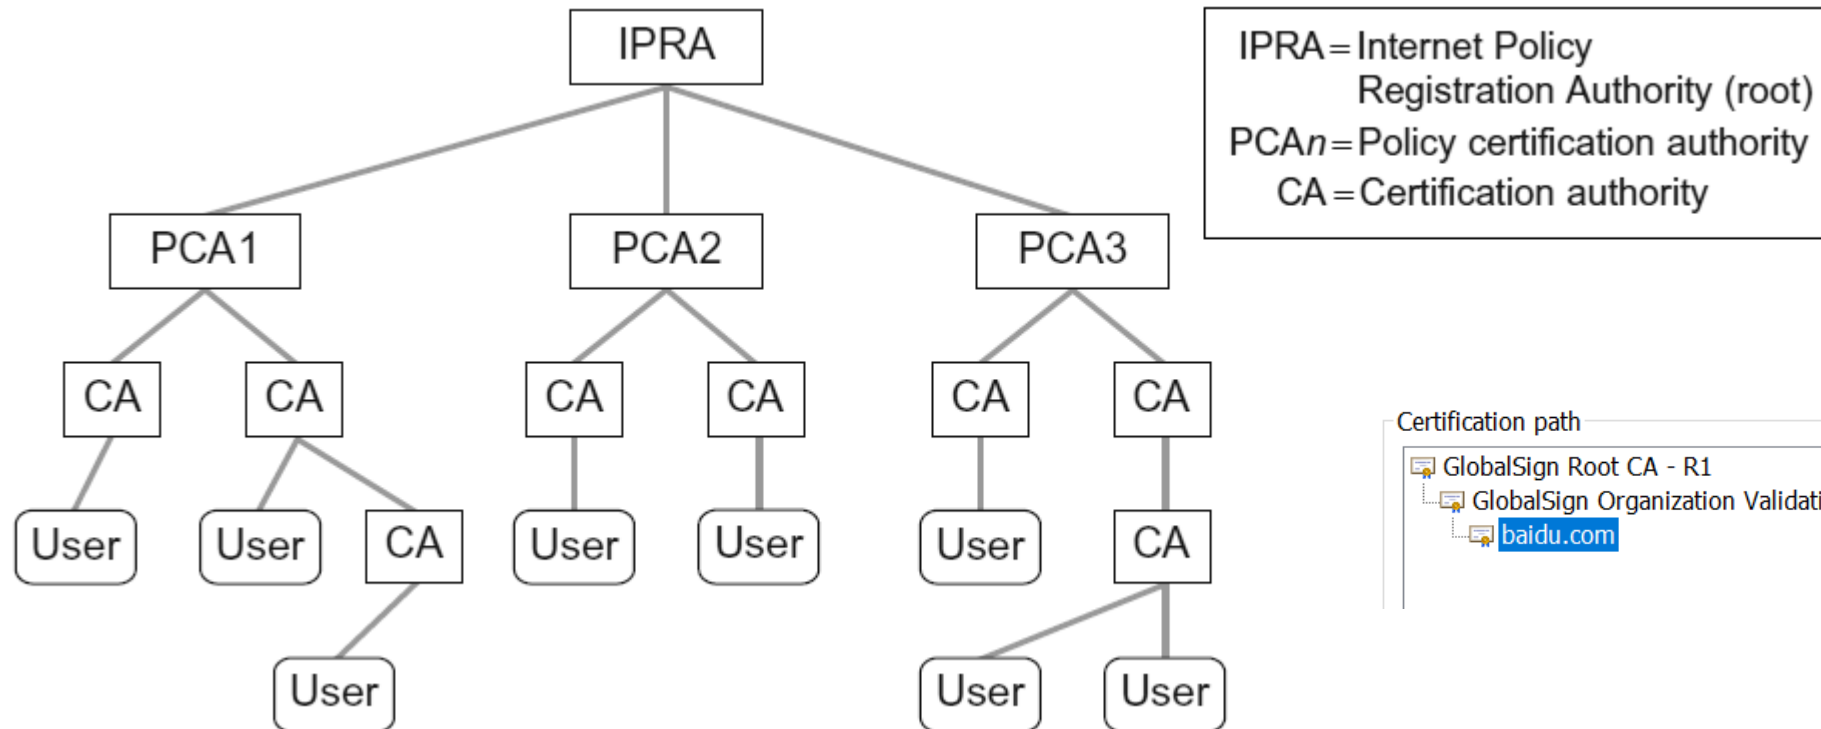 IPRA
IPRA = Internet Policy
Registration Authority (root)
PCAn = Policy certification authority
CA = Certification authority
PCA1 PCA2 PCA3
CA CA CA CA CA CA
Certification path
GlobalSign Root CA - R1
GlobalSign Organization Validati
baidu.com
User User CA User User User CA
User User User